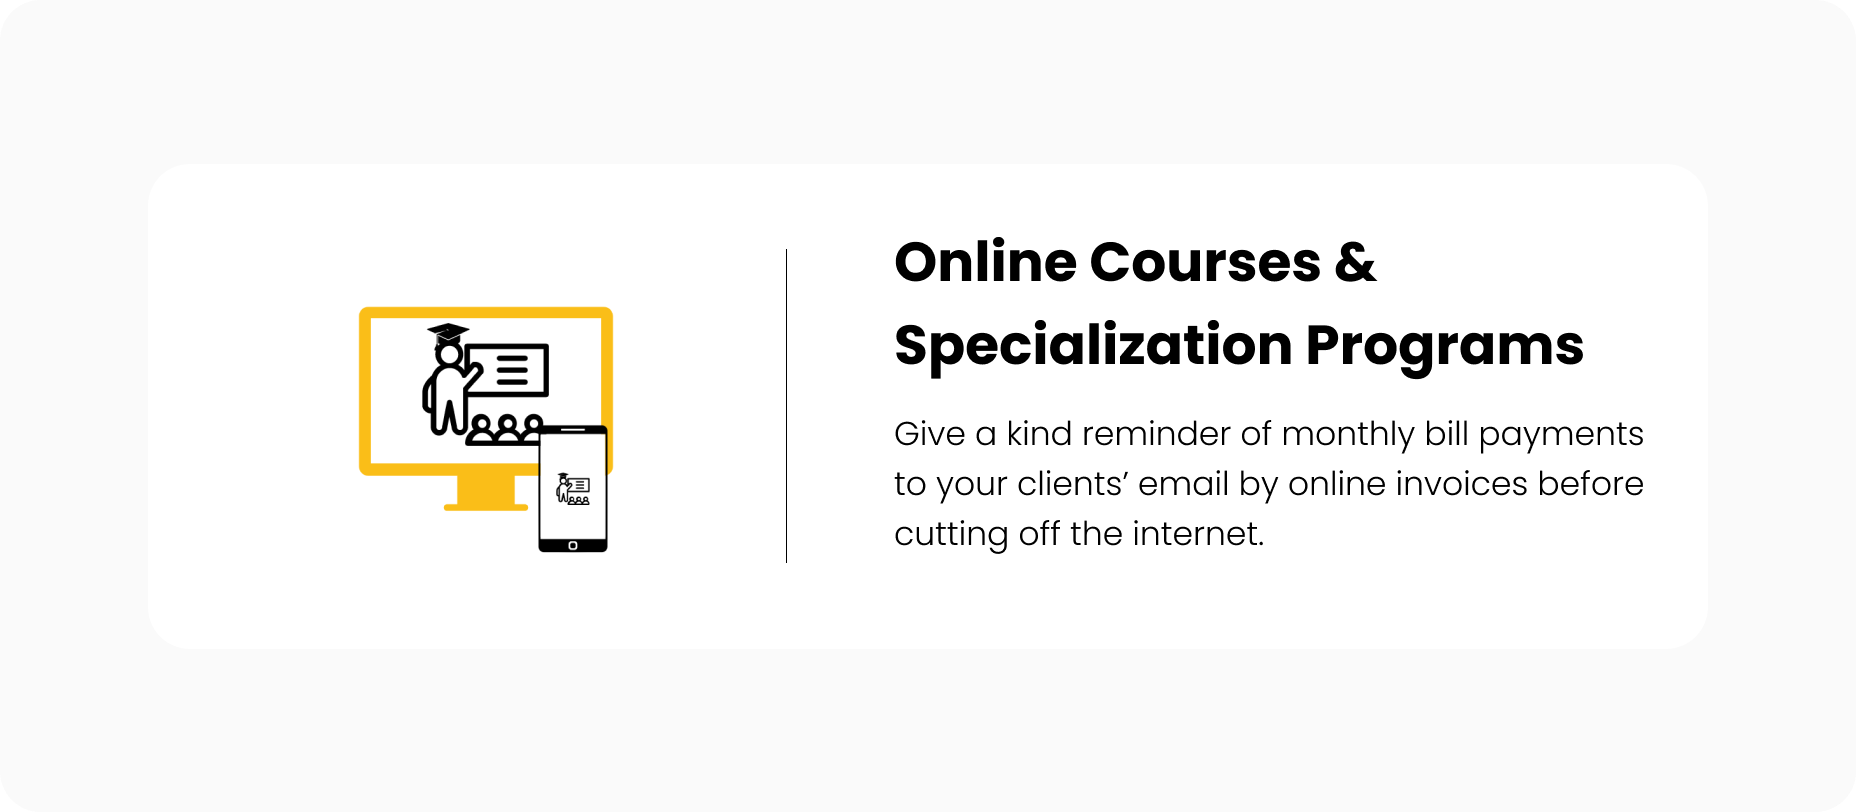 Online Courses &
Specialization Programs
Give a kind reminder of monthly bill payments
to your clients’ email by online invoices before
cutting off the internet.